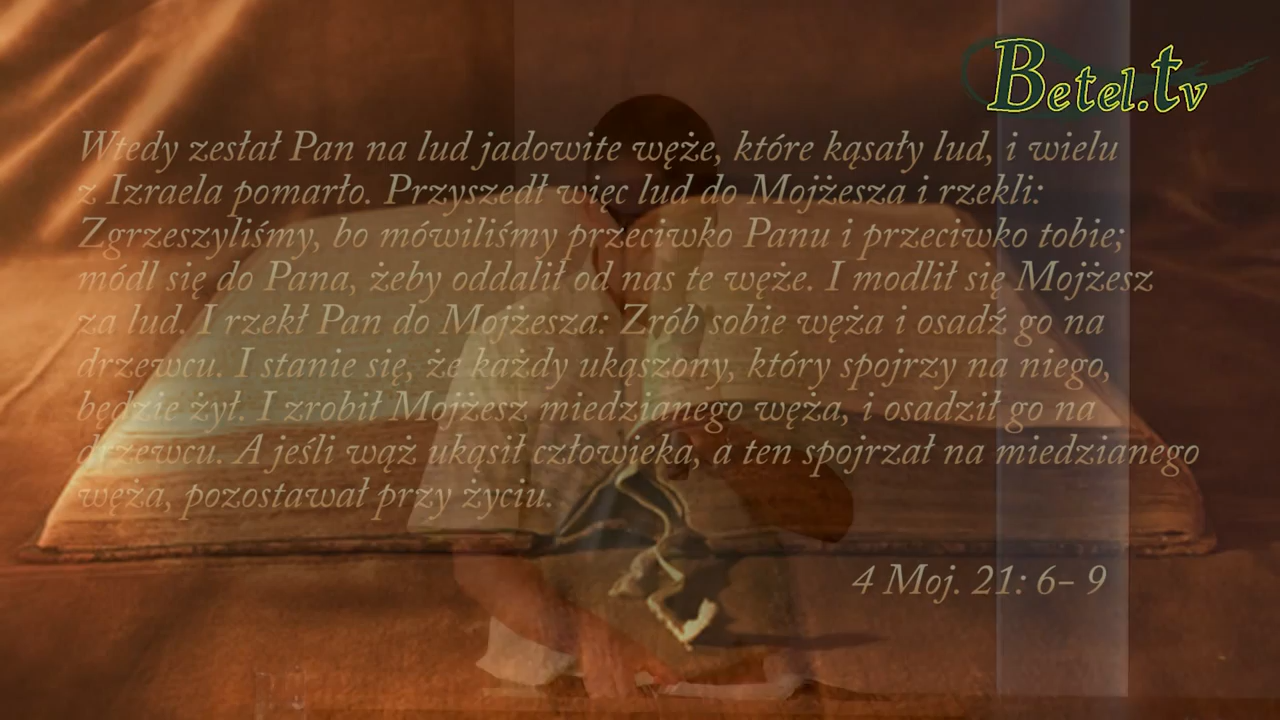 Betel.tv
Wtedy zesłał Pan na lud jadowite węże, które kąsały lud, i wielu
z Izraela pomarło. Przyszedł więc lud do Mojżesza i rzekli:
Zgrzeszyliśmy, bo mówiliśmy przeciwko Panu i przeciwko tobie;
módl się do Pana, żeby oddalił od nas te węże. I modlił się Mojżesz
za lud. I rzekł Pan do Mojżesza: Zrób sobie węża i osadź go na
drzewcu. I stanie się, że każdy ukąszony, który spojrzy na niego,
będzie żył. I zrobił Mojżesz miedzianego węża, i osadził go na
drzewcu. A jeśli wąż ukąsił człowieka, a ten spojrzał na miedzianego
węża, pozostawał przy życiu.
4 Moj. 21: 6- 9